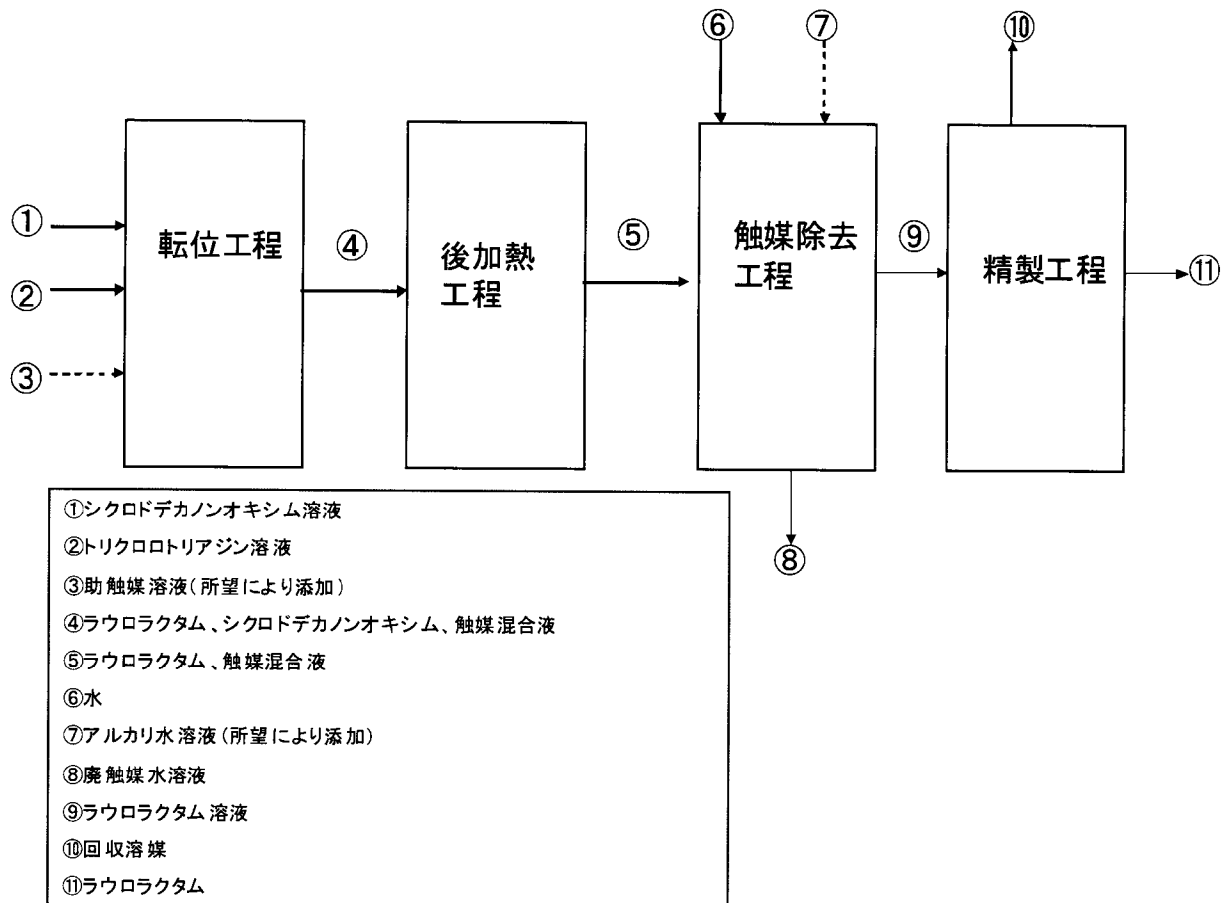 ⑥
⑦
⑩
①
②
③
転位工程
④
後加熱
工程
⑤
触媒除去
工程
⑨
精製工程
⑪
⑧
①シクロドデカノンオキシム溶液
②トリクロロトリアジン溶液
③助触媒溶液(所望により添加)
④ラウロラクタム、シクロドデカノンオキシム、触媒混合液
⑤ラウロラクタム、触媒混合液
⑥水
⑦アルカリ水溶液(所望により添加)
⑧廃触媒水溶液
⑨ラウロラクタム溶液
⑩回収溶媒
⑪ラウロラクタム